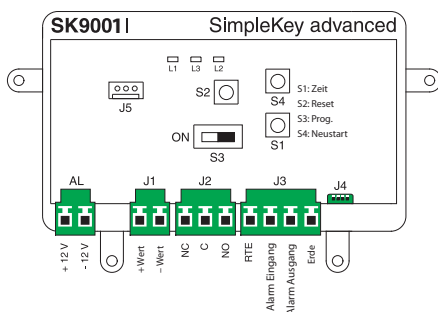 SK9001I SimpleKey advanced
L1 L3 L2
J5
S2
S4
S1
S1: Zeit
S2: Reset
S3: Prog.
S4: Neustart
ON
S3
AL J1 J2 J3 J4
+ 12 V
- 12 V
+ Wert
– Wert
NC
C
NO
RTE
Alarm Eingang
Alarm Ausgang
Erde